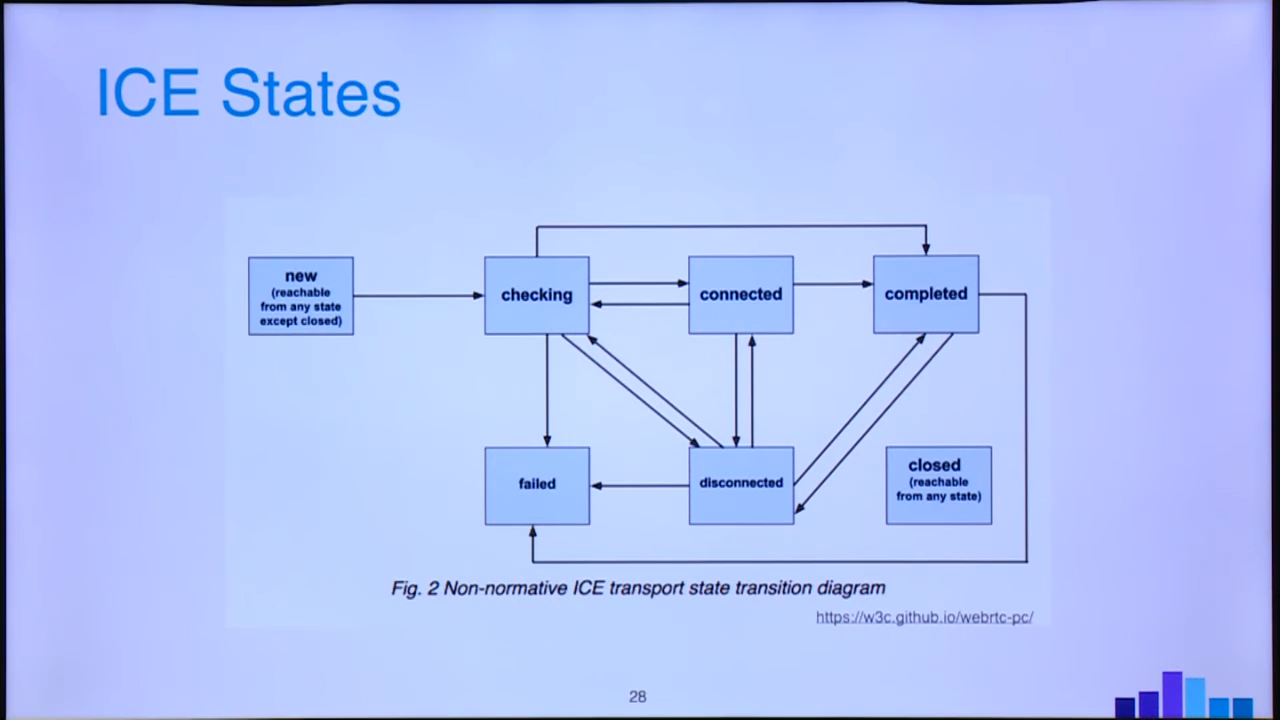 ICE States
new
(reachable
from any state
except closed)
checking
connected
completed
failed
disconnected
closed
(reachable
from any state)
Fig. 2 Non-normative ICE transport state transition diagram
https://w3c.github.io/webrtc-pc/
28